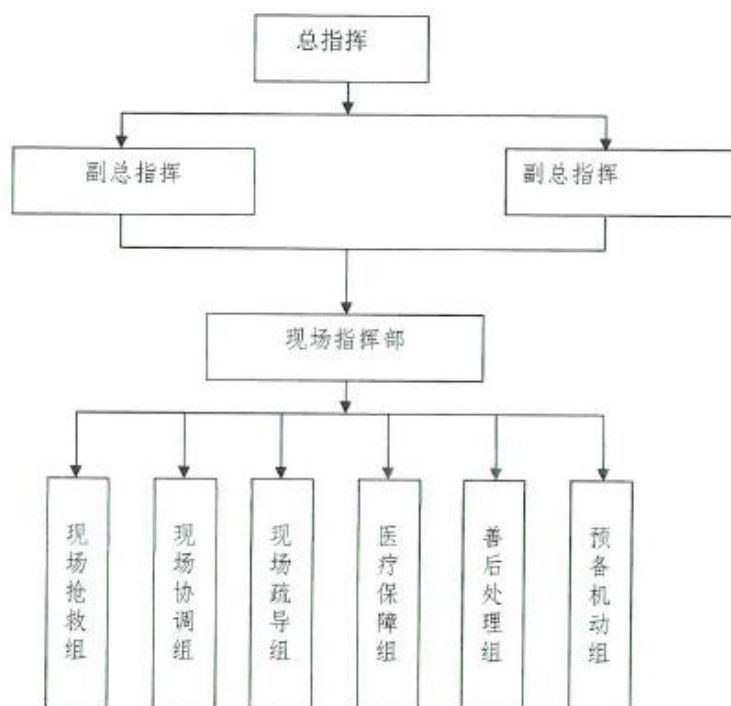 总指挥
副总指挥
副总指挥
现场指挥部
现场抢救组
现场协调组
现场疏导组
医疗保障组
善后处理组
预备机动组